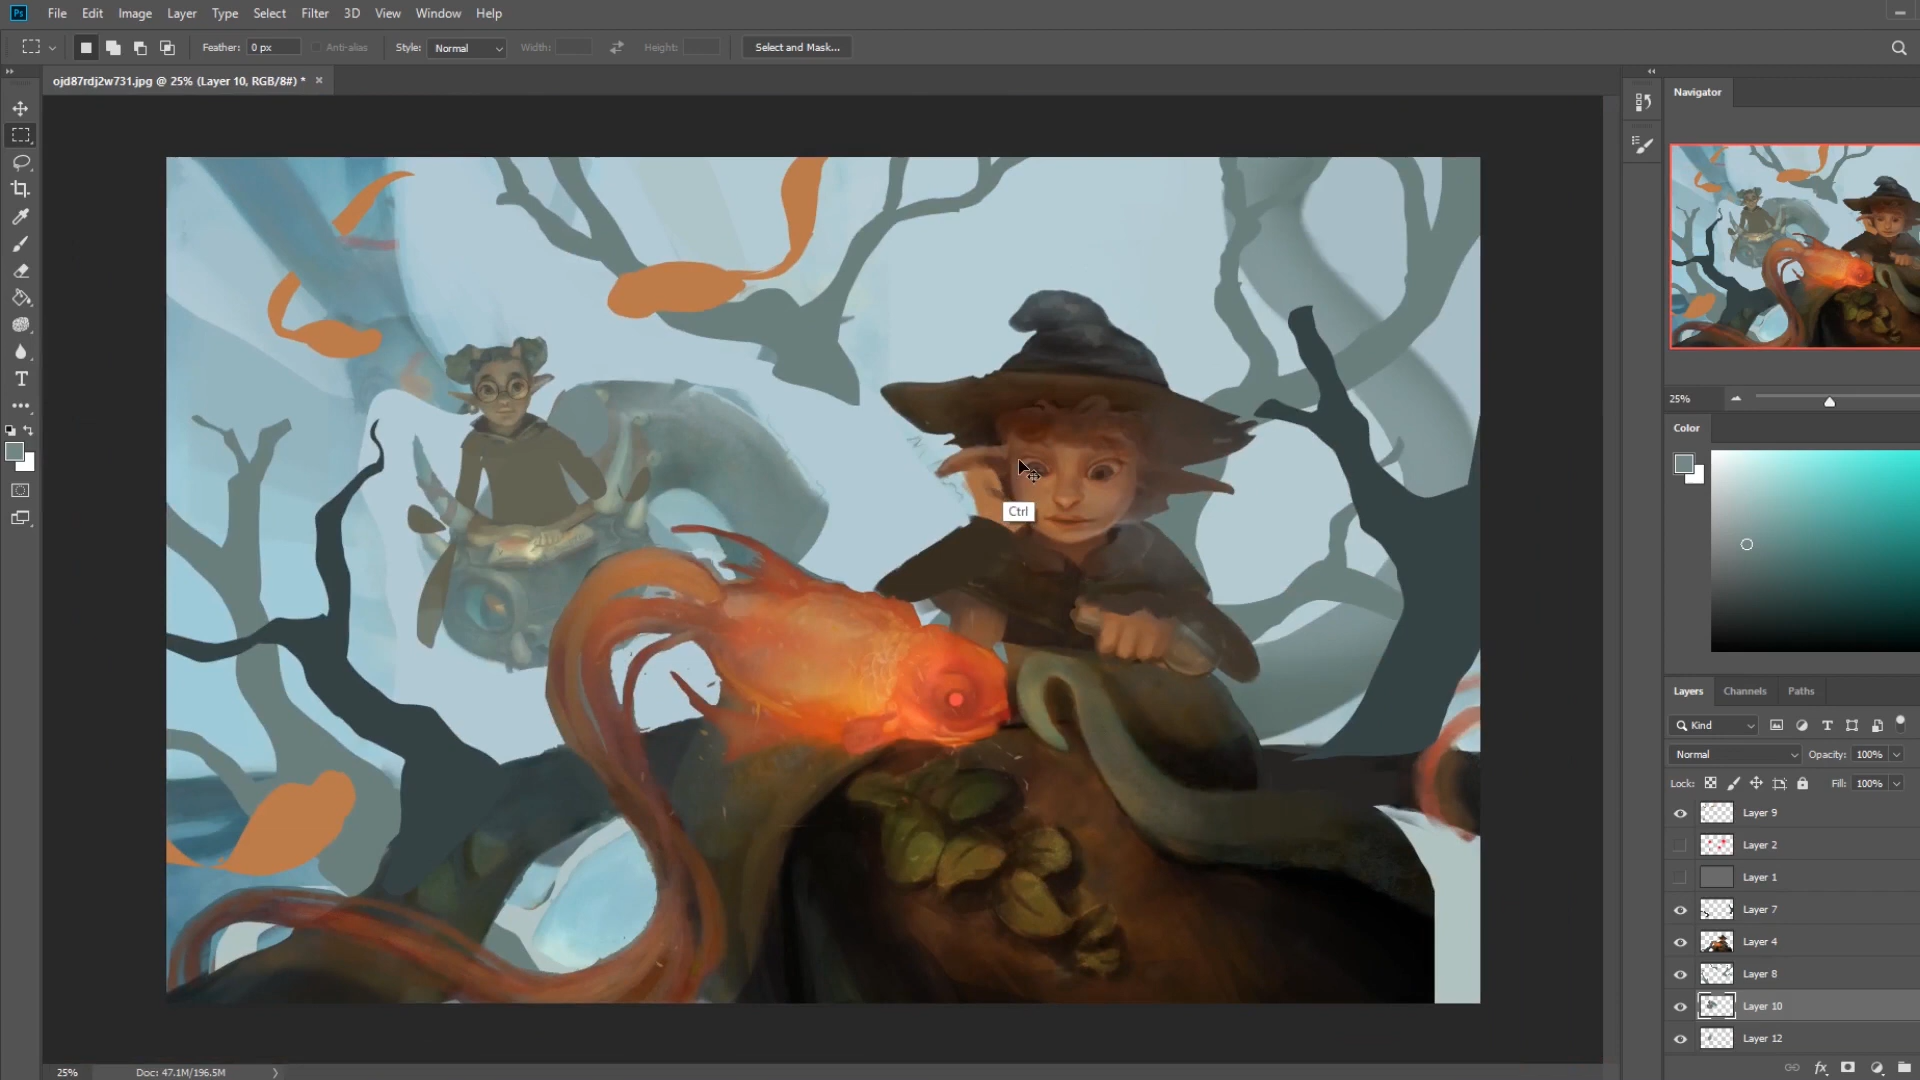 Ps File Edit Image Layer Type Select Filter 3D View Window Help
Feather: 0 px Anti-alias Style: Normal Width: Height: Select and Mask...
ojd87rdj2w731.jpg @ 25% (Layer 10, RGB/8#) * ×
Navigator
25%
Color
Ctrl
Layers Channels Paths
Kind
Normal Opacity: 100%
Lock: Fill: 100%
Layer 9
Layer 2
Layer 1
Layer 7
Layer 4
Layer 8
Layer 10
Layer 12
fx
25% Doc: 47.1M/196.5M